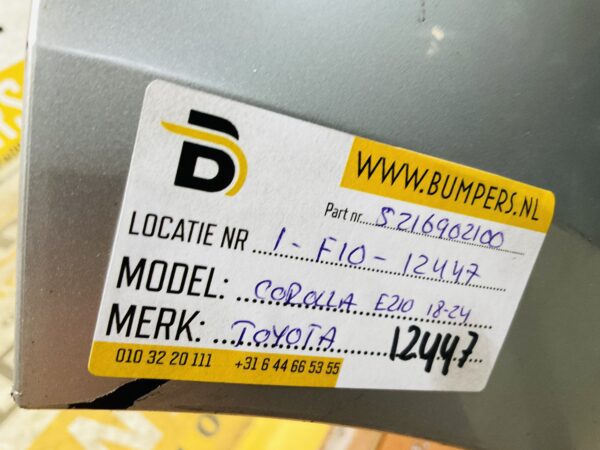 WWW.BUMPERS.NL
Part nr. 5216902100
LOCATIE NR 1-F10-12447
MODEL: COROLLA E210 18-24
MERK: TOYOTA 12447
010 32 20 111 +31 6 44 66 53 55